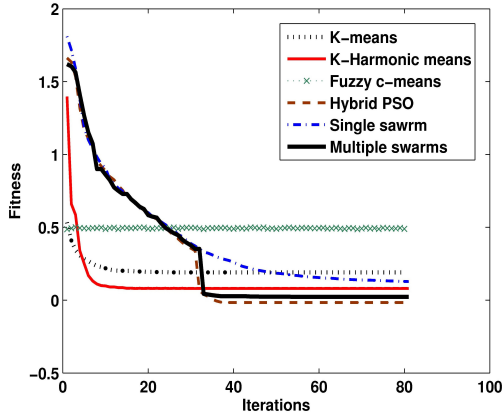 2
1.5
1
0.5
0
−0.5
Fitness
K−means
K−Harmonic means
Fuzzy c−means
Hybrid PSO
Single sawrm
Multiple swarms
0 20 40 60 80 100
Iterations